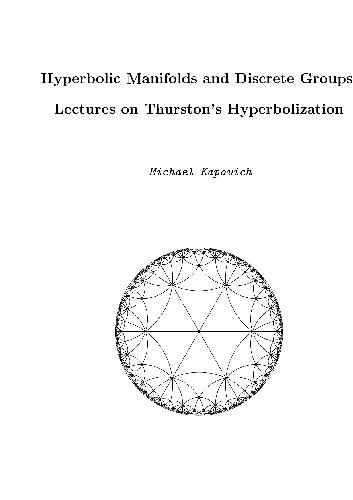 Hyperbolic Manifolds and Discrete Groups
Lectures on Thurston's Hyperbolization
Michael Kapovich